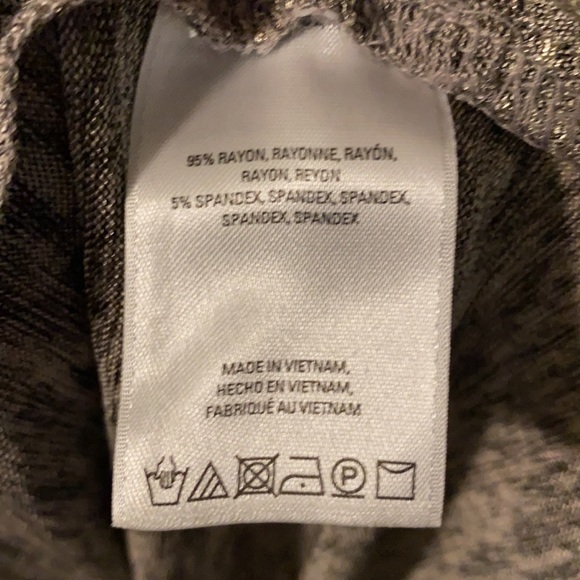 95% RAYON, RAYONNE, RAYÓN,
RAYON, REYON
5% SPANDEX, SPANDEX, SPANDEX,
SPANDEX, SPANDEX
MADE IN VIETNAM,
HECHO EN VIETNAM,
FABRIQUÉ AU VIETNAM
P